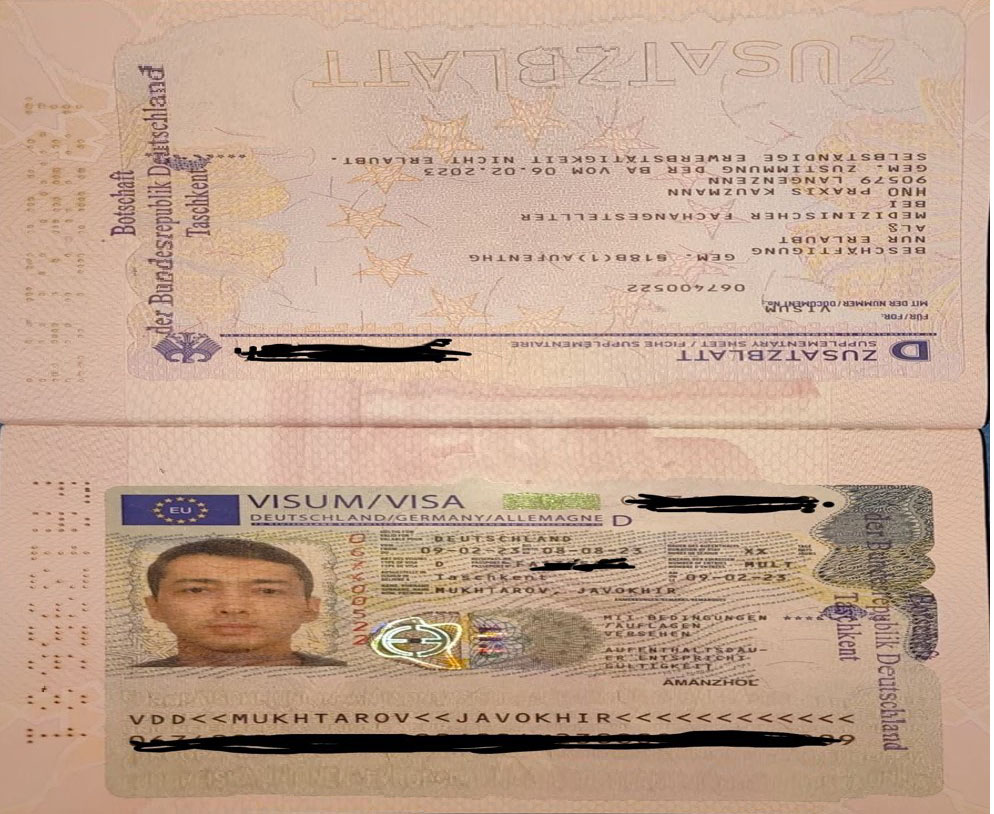 ZUSATZBLATT
D ZUSATZBLATT
SUPPLEMENTARY SHEET / FICHE SUPPLÉMENTAIRE
FÜR / FOR:
VISUM
MIT DER NUMMER / DOCUMENT No.:
067400522
BESCHÄFTIGUNG GEM. §18B(1)AUFENTHG
NUR ERLAUBT
ALS
MEDIZINISCHER FACHANGESTELLTER
BEI
HNO PRAXIS KAUZMANN
90579 LANGENZENN
GEM. ZUSTIMMUNG DER BA VOM 06.02.2023
SELBSTÄNDIGE ERWERBSTÄTIGKEIT NICHT ERLAUBT.
Botschaft
der Bundesrepublik Deutschland
Taschkent
EU
VISUM/VISA
DEUTSCHLAND/GERMANY/ALLEMAGNE D
DEUTSCHLAND
09-02-23 08-08-23 XX
D MULT
Taschkent 09-02-23
MUKHTAROV, JAVOKHIR
MIT BEDINGUNGEN ****
/AUFLAGEN
VERSEHEN
AUFENTHALTSDAU-
ER ENTSPRICHT
GÜLTIGKEIT
AMANZHOL
der Bundesrepublik Deutschland
Taschkent
VDD<<MUKHTAROV<<JAVOKHIR<<<<<<<<<<<<